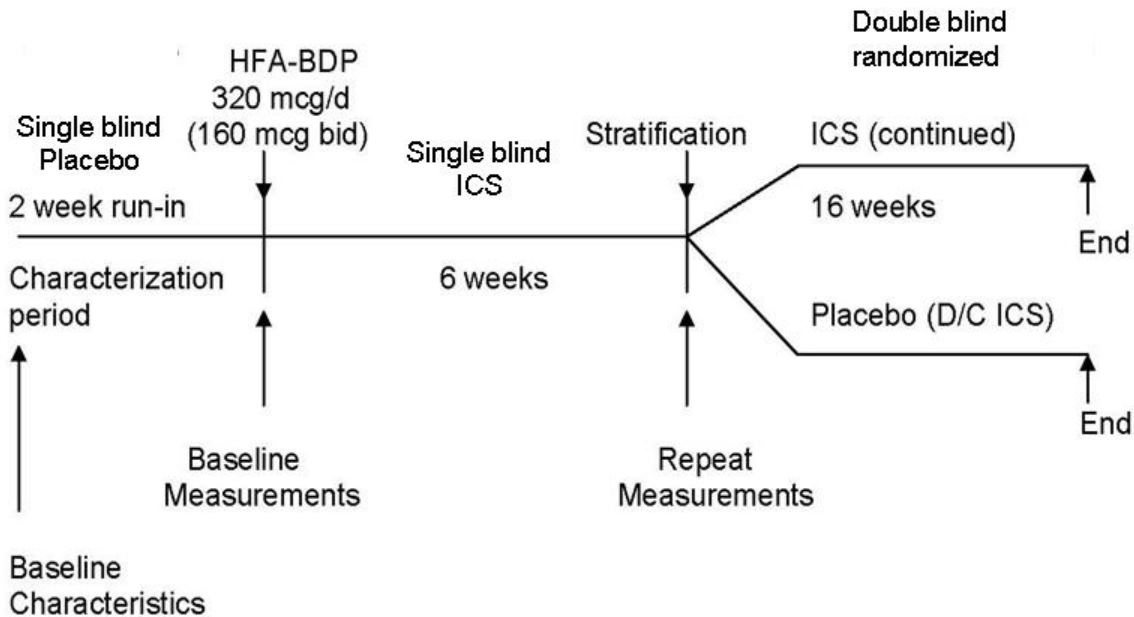 Double blind
randomized
HFA-BDP
320 mcg/d
(160 mcg bid)
Single blind
Placebo
Single blind
ICS
Stratification
ICS (continued)
2 week run-in
16 weeks
End
Characterization
period
6 weeks
Placebo (D/C ICS)
End
Baseline
Measurements
Repeat
Measurements
Baseline
Characteristics